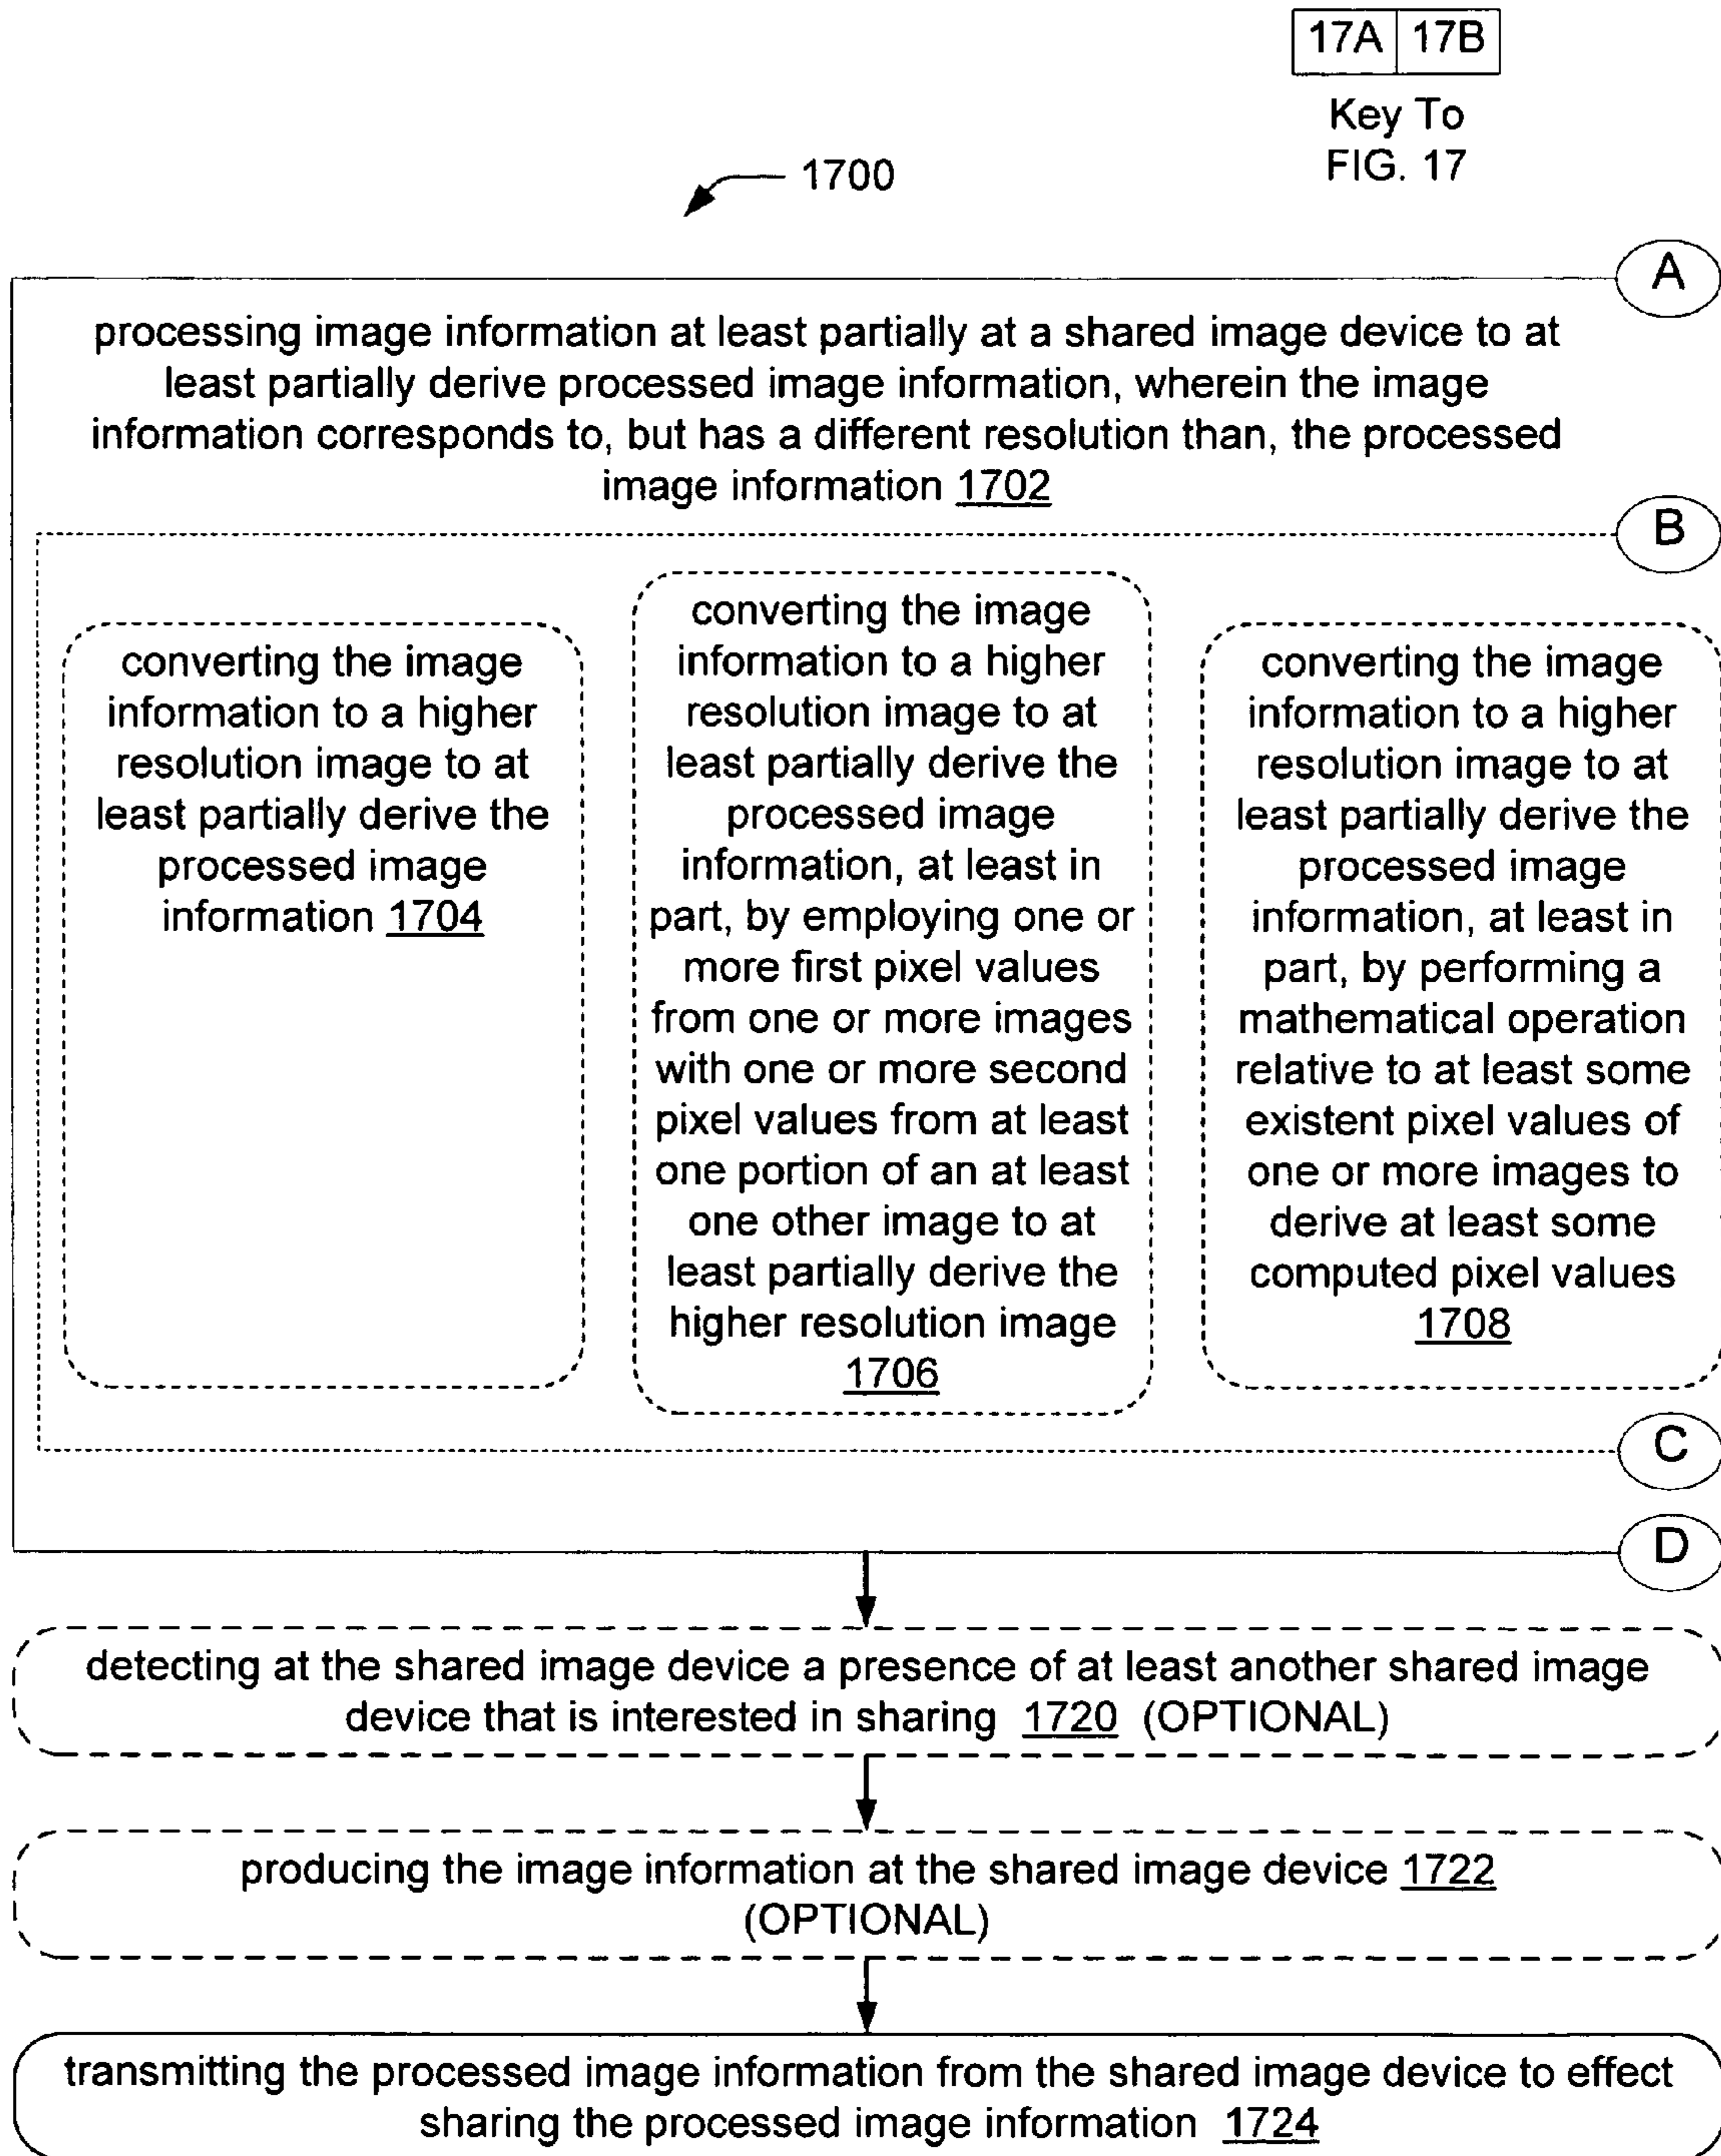 17A 17B
Key To
FIG. 17
1700
A
processing image information at least partially at a shared image device to at
least partially derive processed image information, wherein the image
information corresponds to, but has a different resolution than, the processed
image information 1702
B
converting the image
information to a higher
resolution image to at
least partially derive the
processed image
information 1704
converting the image
information to a higher
resolution image to at
least partially derive the
processed image
information, at least in
part, by employing one or
more first pixel values
from one or more images
with one or more second
pixel values from at least
one portion of an at least
one other image to at
least partially derive the
higher resolution image
1706
converting the image
information to a higher
resolution image to at
least partially derive the
processed image
information, at least in
part, by performing a
mathematical operation
relative to at least some
existent pixel values of
one or more images to
derive at least some
computed pixel values
1708
C
D
detecting at the shared image device a presence of at least another shared image
device that is interested in sharing 1720 (OPTIONAL)
producing the image information at the shared image device 1722
(OPTIONAL)
transmitting the processed image information from the shared image device to effect
sharing the processed image information 1724